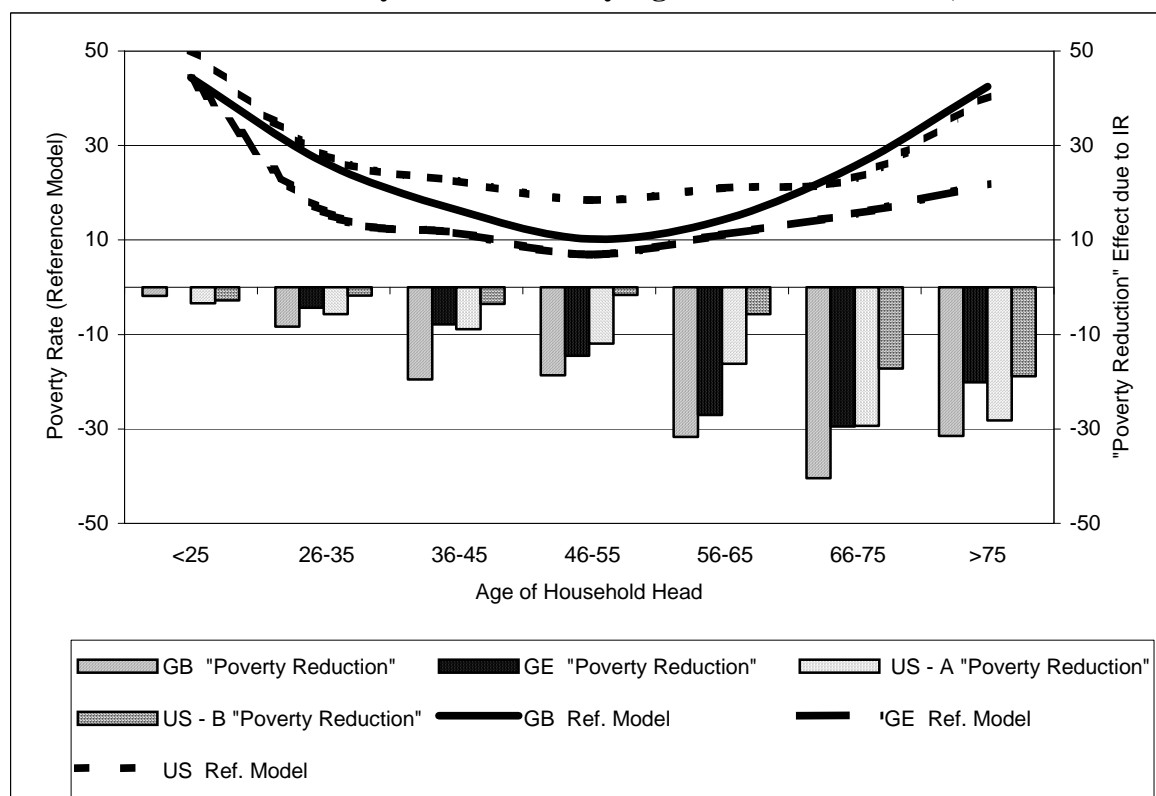 50
30
10
-10
-30
-50
Poverty Rate (Reference Model)
50
30
10
-10
-30
-50
"Poverty Reduction" Effect due to IR
<25 26-35 36-45 46-55 56-65 66-75 >75
Age of Household Head
GB "Poverty Reduction" GE "Poverty Reduction" US - A "Poverty Reduction"
US - B "Poverty Reduction" GB Ref. Model GE Ref. Model
US Ref. Model